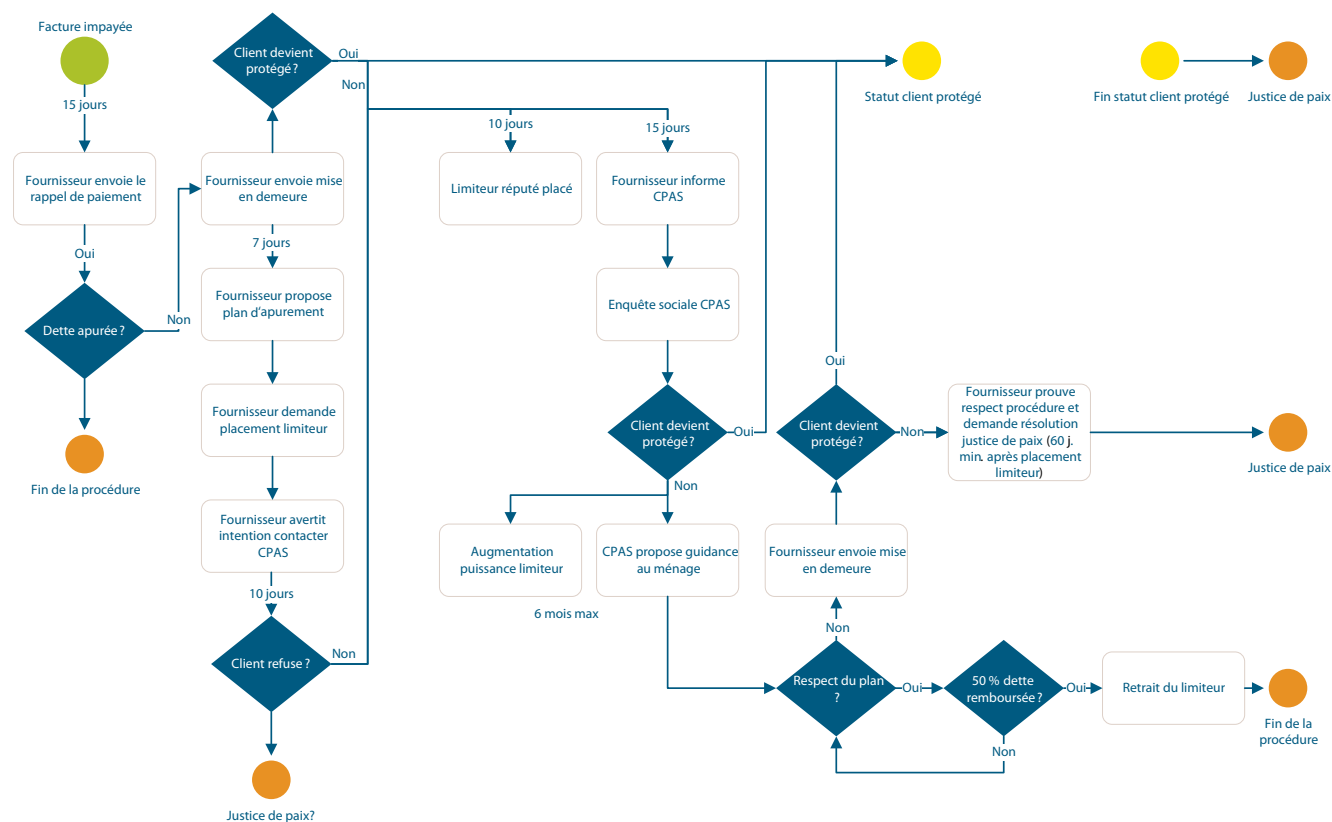 Facture impayée
15 jours
Fournisseur envoie le
rappel de paiement
Oui
Dette apurée ?
Non
Fin de la procédure
Client devient
protégé ?
Oui
Non
Fournisseur envoie mise
en demeure
7 jours
Fournisseur propose
plan d'apurement
Fournisseur demande
placement limiteur
Fournisseur avertit
intention contacter
CPAS
10 jours
Client refuse ?
Non
Justice de paix?
10 jours
Limiteur réputé placé
15 jours
Fournisseur informe
CPAS
Enquête sociale CPAS
Client devient
protégé ?
Oui
Non
Augmentation
puissance limiteur
CPAS propose guidance
au ménage
6 mois max
Statut client protégé
Fin statut client protégé
Justice de paix
Oui
Client devient
protégé ?
Non
Fournisseur prouve
respect procédure et
demande résolution
justice de paix (60 j.
min. après placement
limiteur)
Justice de paix
Fournisseur envoie mise
en demeure
Non
Respect du plan
?
Oui
50 % dette
remboursée ?
Oui
Non
Retrait du limiteur
Fin de la
procédure